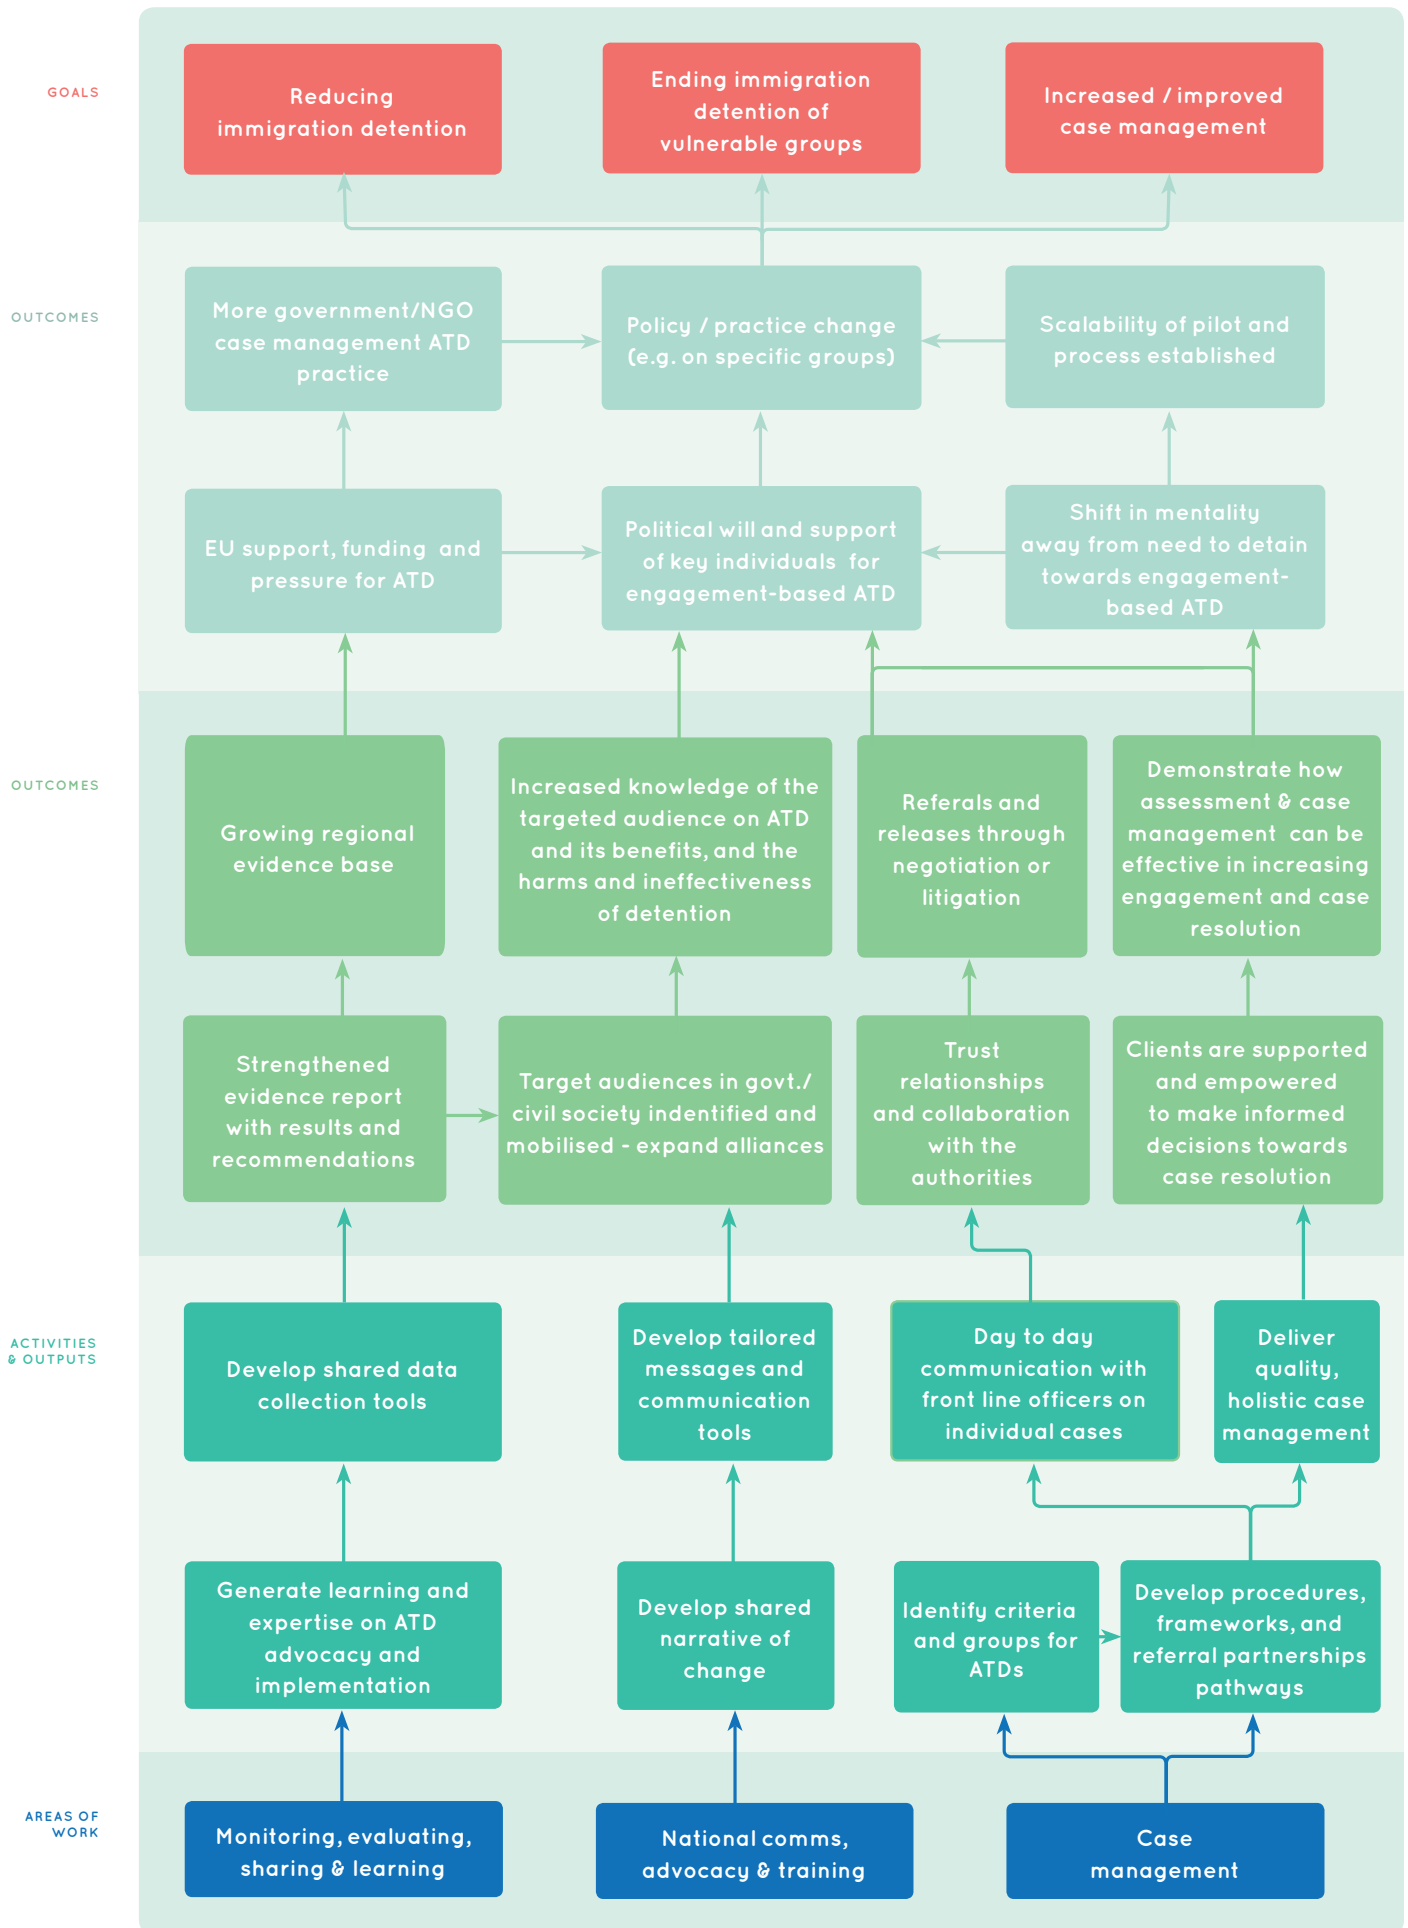 GOALS
Reducing
immigration detention
Ending immigration
detention of
vulnerable groups
Increased / improved
case management
OUTCOMES
More government/NGO
case management ATD
practice
Policy / practice change
(e.g. on specific groups)
Scalability of pilot and
process established
EU support, funding and
pressure for ATD
Political will and support
of key individuals for
engagement-based ATD
Shift in mentality
away from need to detain
towards engagement-
based ATD
OUTCOMES
Growing regional
evidence base
Increased knowledge of the
targeted audience on ATD
and its benefits, and the
harms and ineffectiveness
of detention
Referals and
releases through
negotiation or
litigation
Demonstrate how
assessment & case
management can be
effective in increasing
engagement and case
resolution
Strengthened
evidence report
with results and
recommendations
Target audiences in govt./
civil society indentified and
mobilised - expand alliances
Trust
relationships
and collaboration
with the
authorities
Clients are supported
and empowered
to make informed
decisions towards
case resolution
ACTIVITIES
& OUTPUTS
Develop shared data
collection tools
Develop tailored
messages and
communication
tools
Day to day
communication with
front line officers on
individual cases
Deliver
quality,
holistic case
management
Generate learning and
expertise on ATD
advocacy and
implementation
Develop shared
narrative of
change
Identify criteria
and groups for
ATDs
Develop procedures,
frameworks, and
referral partnerships
pathways
AREAS OF
WORK
Monitoring, evaluating,
sharing & learning
National comms,
advocacy & training
Case
management